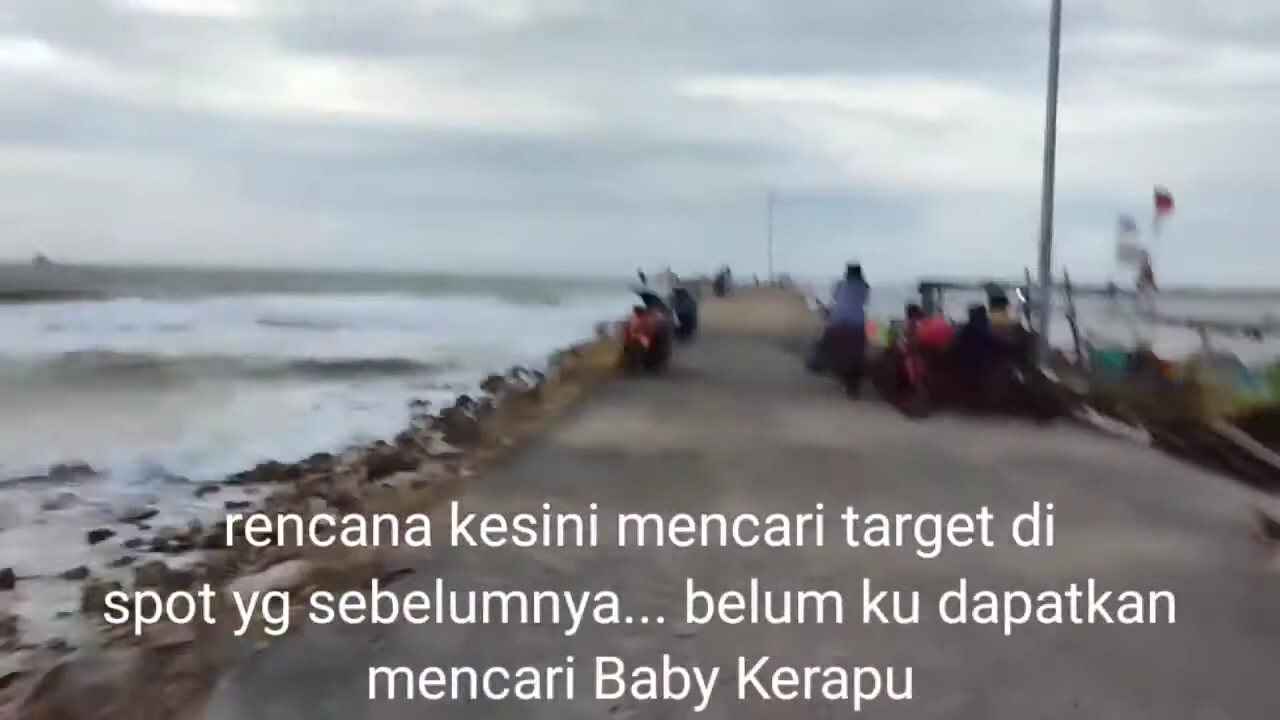 rencana kesini mencari target di
spot yg sebelumnya... belum ku dapatkan
mencari Baby Kerapu